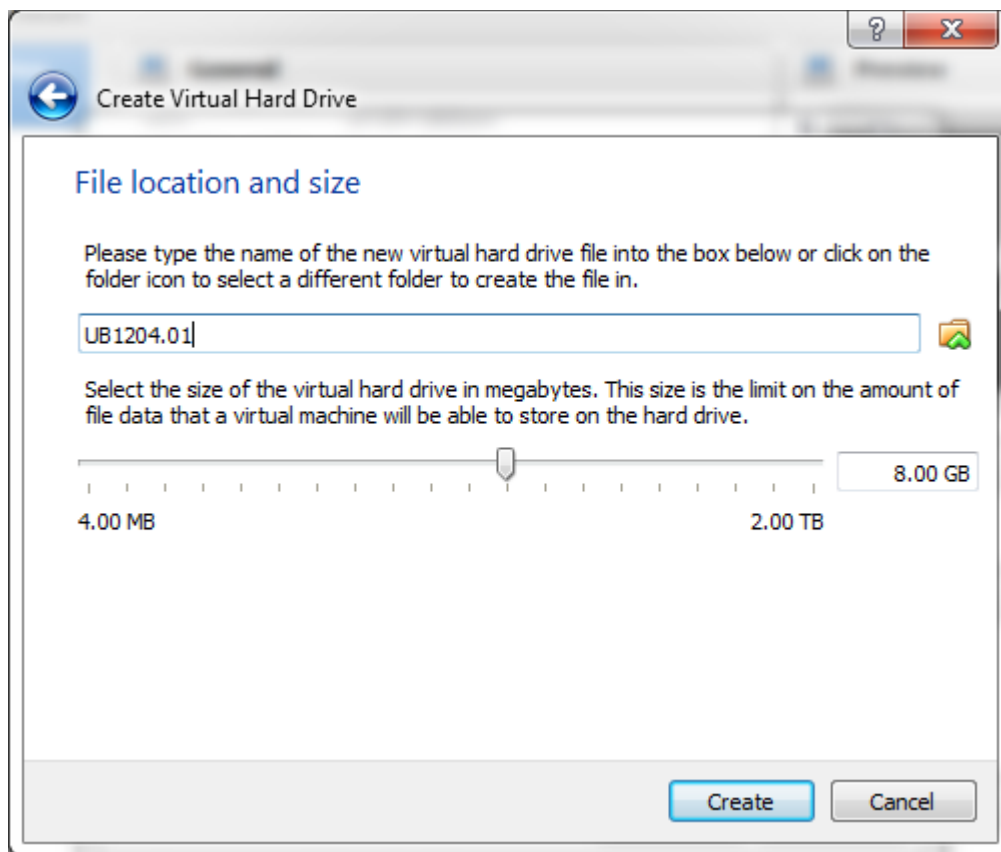 General
Create Virtual Hard Drive
File location and size
Please type the name of the new virtual hard drive file into the box below or click on the
folder icon to select a different folder to create the file in.
UB1204.01
Select the size of the virtual hard drive in megabytes. This size is the limit on the amount of
file data that a virtual machine will be able to store on the hard drive.
8.00 GB
4.00 MB
2.00 TB
Create
Cancel